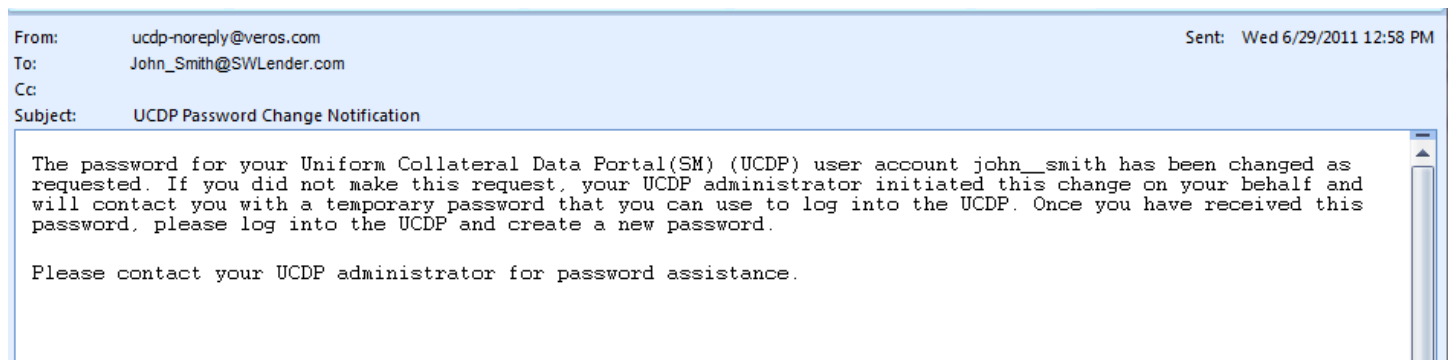 From: ucdp-noreply@veros.com Sent: Wed 6/29/2011 12:58 PM
To: John_Smith@SWLender.com
Cc:
Subject: UCDP Password Change Notification
The password for your Uniform Collateral Data Portal(SM) (UCDP) user account john__smith has been changed as
requested. If you did not make this request, your UCDP administrator initiated this change on your behalf and
will contact you with a temporary password that you can use to log into the UCDP. Once you have received this
password, please log into the UCDP and create a new password.
Please contact your UCDP administrator for password assistance.